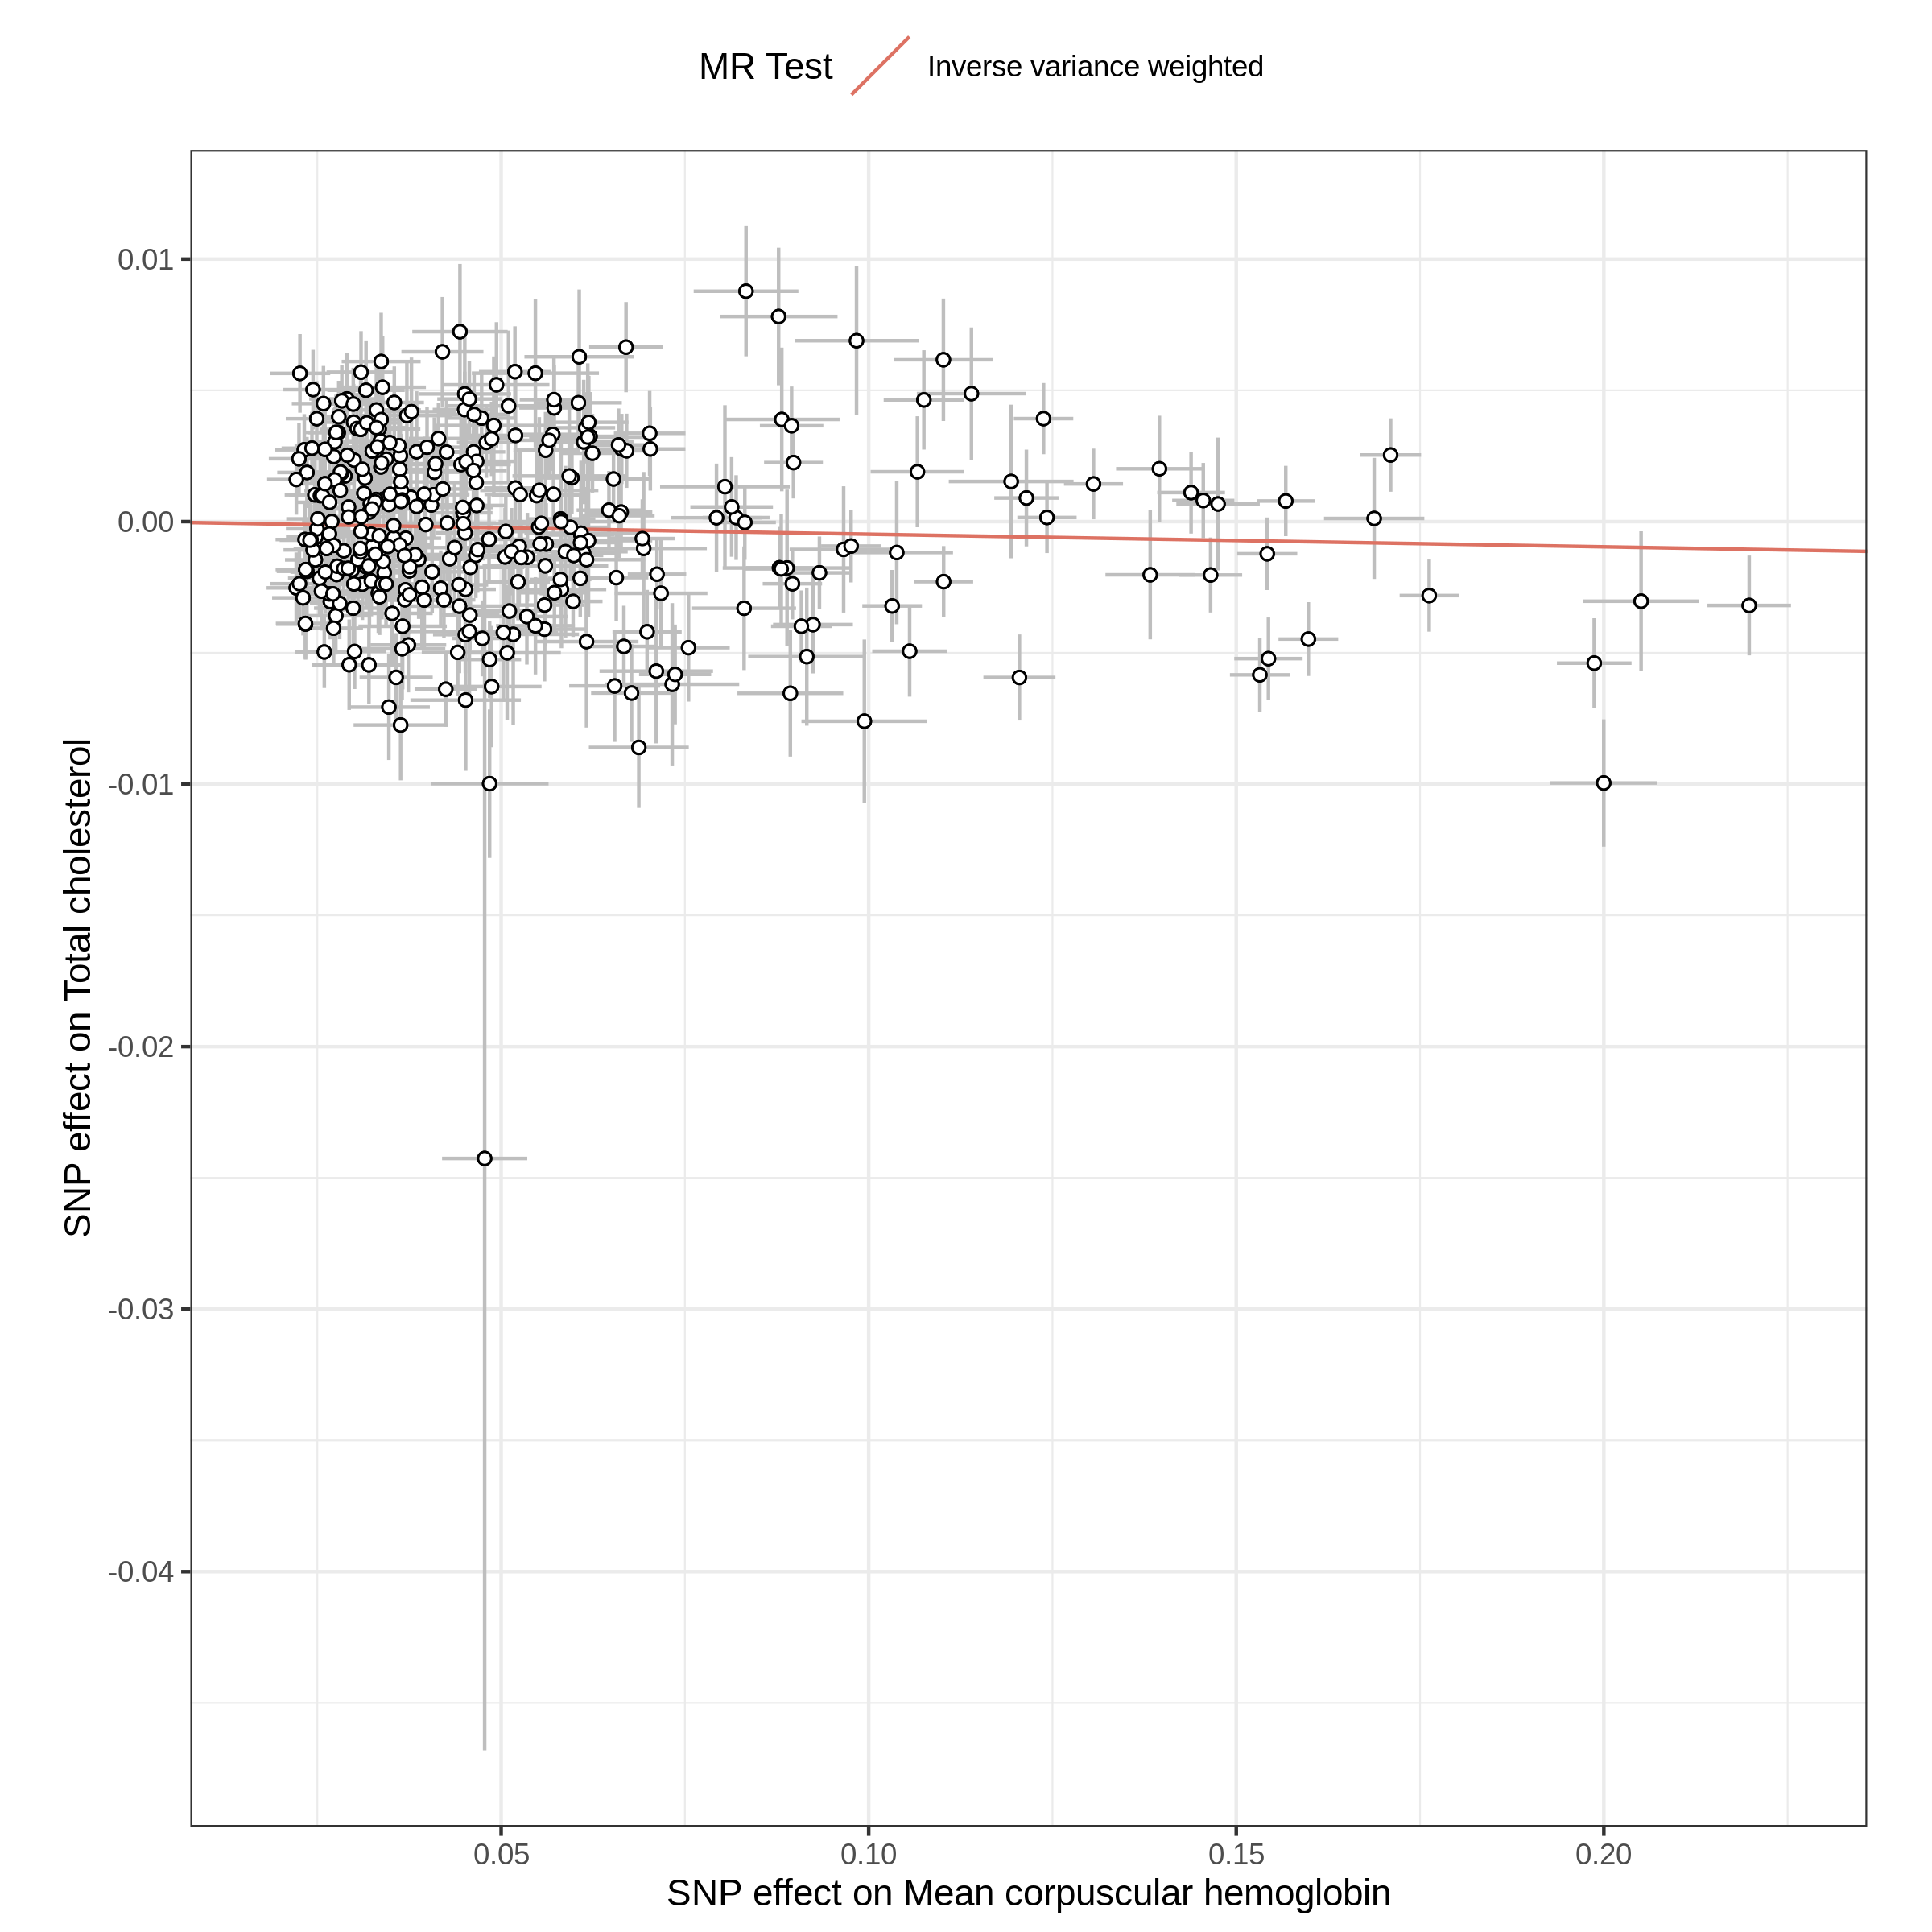 MR Test
Inverse variance weighted
SNP effect on Total cholesterol
0.01
0.00
-0.01
-0.02
-0.03
-0.04
0.05
0.10
0.15
0.20
SNP effect on Mean corpuscular hemoglobin